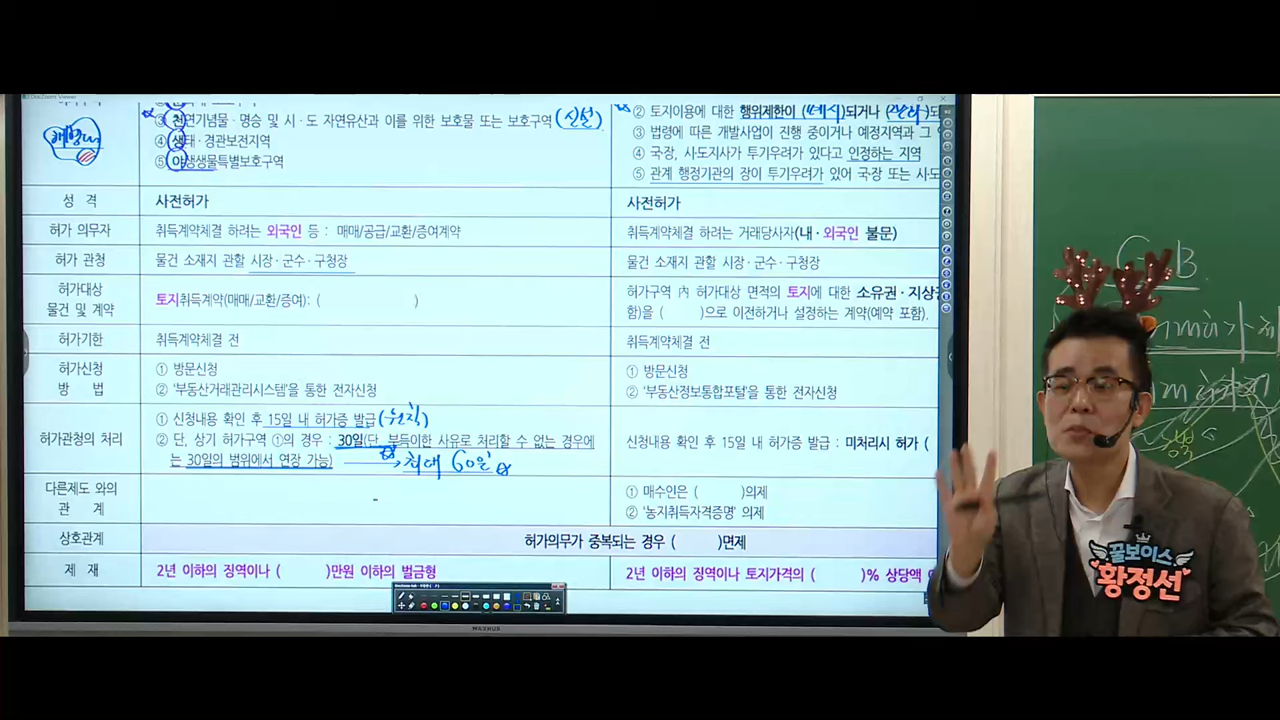 ③ 천연기념물·명승 및 시·도 자연유산과 이를 위한 보호물 또는 보호구역 (신설)
④ 생태·경관보전지역
⑤ 야생생물특별보호구역
② 토지이용에 대한 행위제한이 (폐지)되거나 (완화)되
③ 법령에 따른 개발사업이 진행 중이거나 예정지역과 그
④ 국장, 시도지사가 투기우려가 있다고 인정하는 지역
⑤ 관계 행정기관의 장이 투기우려가 있어 국장 또는 시·도
성 격
사전허가
사전허가
허가 의무자
취득계약체결 하려는 외국인 등 : 매매/공급/교환/증여계약
취득계약체결 하려는 거래당사자(내·외국인 불문)
허가 관청
물건 소재지 관할 시장·군수·구청장
물건 소재지 관할 시장·군수·구청장
허가대상
물건 및 계약
토지취득계약(매매/교환/증여): ( )
허가구역 內 허가대상 면적의 토지에 대한 소유권·지상
함)을 ( )으로 이전하거나 설정하는 계약(예약 포함).
허가기한
취득계약체결 전
취득계약체결 전
허가신청
방 법
① 방문신청
② '부동산거래관리시스템'을 통한 전자신청
① 방문신청
② '부동산정보통합포털'을 통한 전자신청
허가관청의 처리
① 신청내용 확인 후 15일 내 허가증 발급 (원칙)
② 단, 상기 허가구역 ①의 경우 : 30일(단, 부득이한 사유로 처리할 수 없는 경우에
는 30일의 범위에서 연장 가능) → 최대 60일
신청내용 확인 후 15일 내 허가증 발급 : 미처리시 허가 (
다른제도 와의
관 계
① 매수인은 ( )의제
② '농지취득자격증명' 의제
상호관계
허가의무가 중복되는 경우 ( )면제
제 재
2년 이하의 징역이나 ( )만원 이하의 벌금형
2년 이하의 징역이나 토지가격의 ( )% 상당액
MAXHUB
꿀보이스
황정선